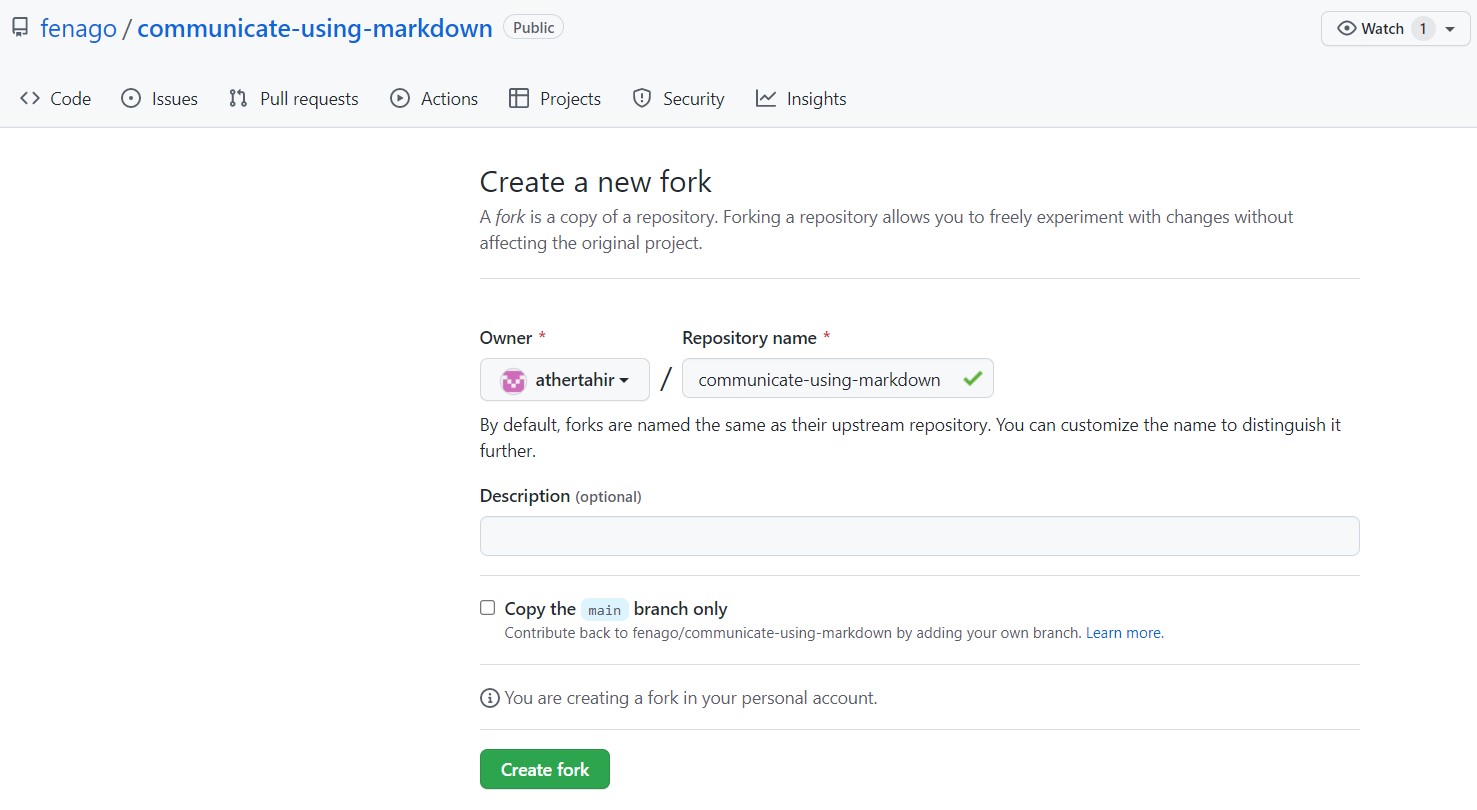 fenago / communicate-using-markdown Public Watch 1
Code Issues Pull requests Actions Projects Security Insights
Create a new fork
A fork is a copy of a repository. Forking a repository allows you to freely experiment with changes without
affecting the original project.
Owner * Repository name *
athertahir / communicate-using-markdown
By default, forks are named the same as their upstream repository. You can customize the name to distinguish it
further.
Description (optional)
Copy the main branch only
Contribute back to fenago/communicate-using-markdown by adding your own branch. Learn more.
You are creating a fork in your personal account.
Create fork